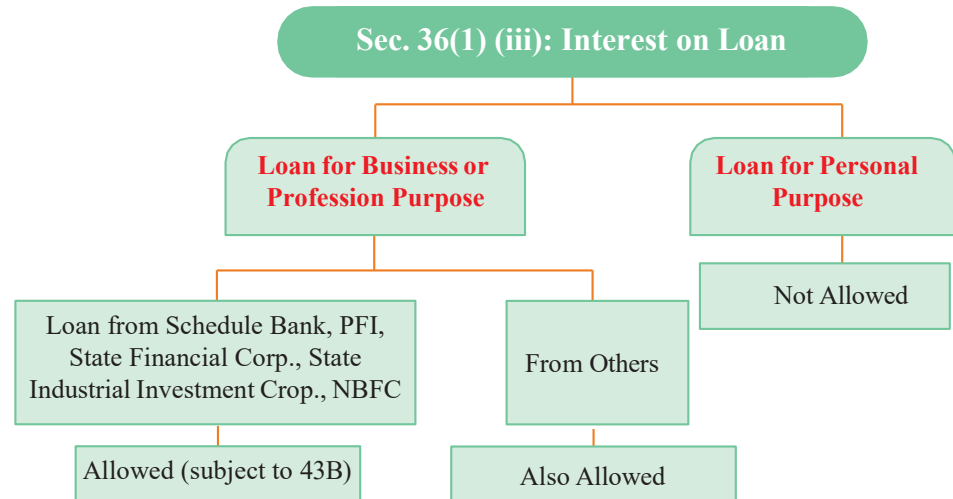 Sec. 36(1) (iii): Interest on Loan
Loan for Business or
Profession Purpose
Loan for Personal
Purpose
Loan from Schedule Bank, PFI,
State Financial Corp., State
Industrial Investment Crop., NBFC
From Others
Not Allowed
Allowed (subject to 43B)
Also Allowed